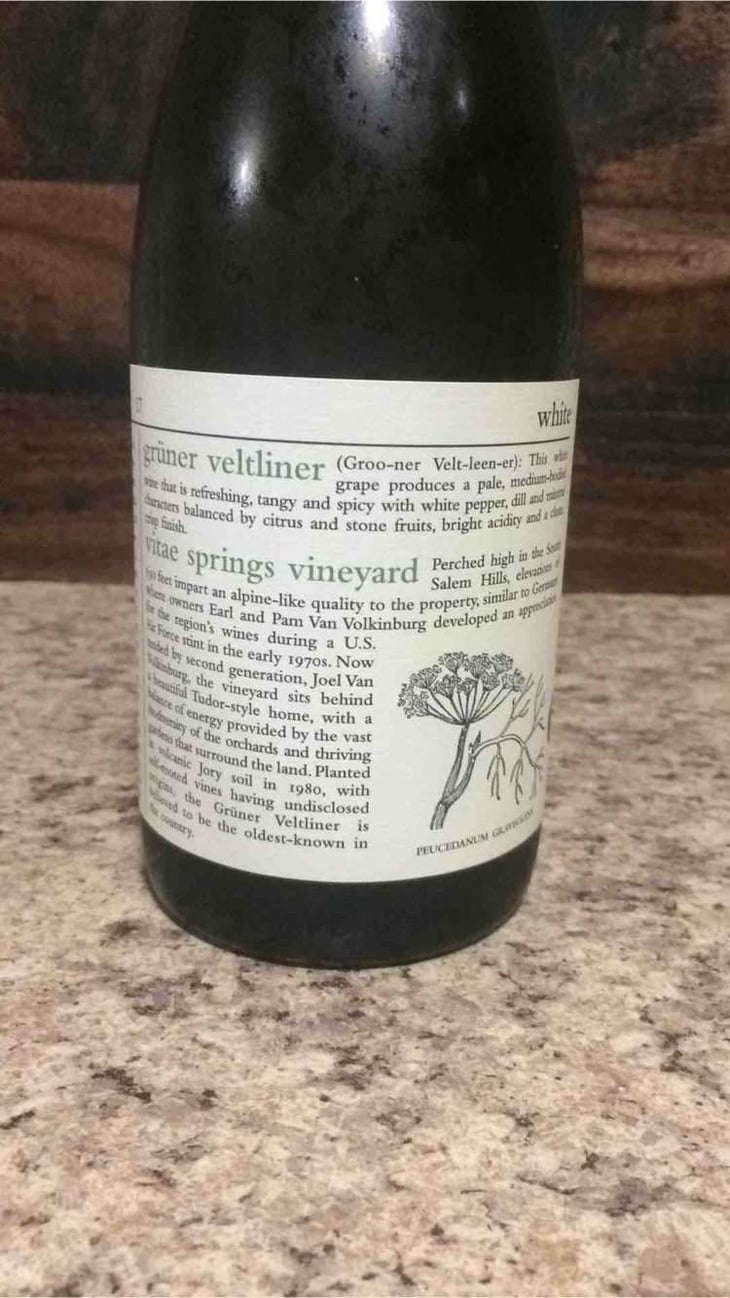 17
white
grüner veltliner (Groo-ner Velt-leen-er): This white
grape produces a pale, medium-bodied
wine that is refreshing, tangy and spicy with white pepper, dill and mineral
characters balanced by citrus and stone fruits, bright acidity and a clean,
crisp finish.
vitae springs vineyard Perched high in the South
Salem Hills, elevations of
650 feet impart an alpine-like quality to the property, similar to Germany
where owners Earl and Pam Van Volkinburg developed an appreciation
for the region's wines during a U.S.
Air Force stint in the early 1970s. Now
tended by second generation, Joel Van
Volkinburg, the vineyard sits behind
a beautiful Tudor-style home, with a
balance of energy provided by the vast
biodiversity of the orchards and thriving
gardens that surround the land. Planted
in volcanic Jory soil in 1980, with
self-rooted vines having undisclosed
origins, the Grüner Veltliner is
believed to be the oldest-known in
the country.
PEUCEDANUM GRAVEOLENS